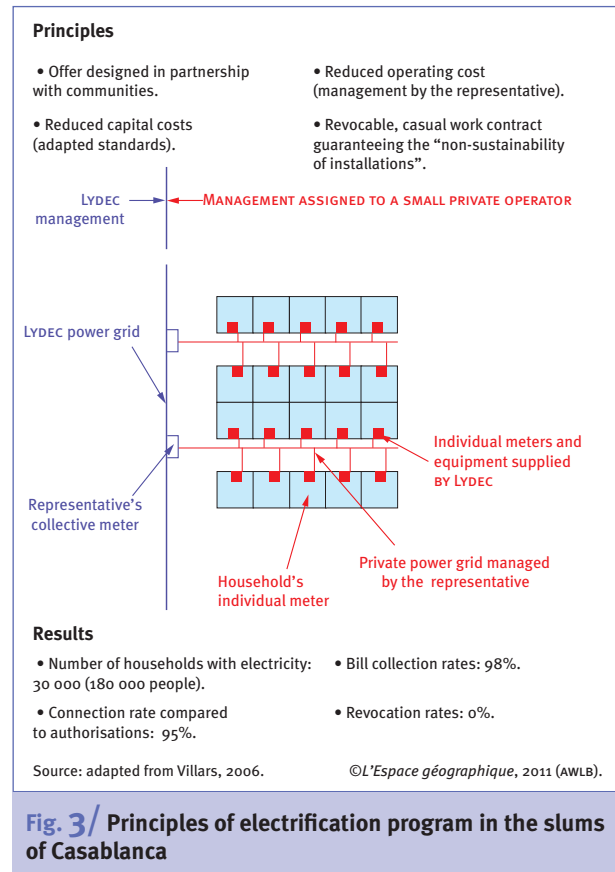 Principles
• Offer designed in partnership
with communities.
• Reduced capital costs
(adapted standards).
• Reduced operating cost
(management by the representative).
• Revocable, casual work contract
guaranteeing the “non-sustainability
of installations”.
LYDEC
management
MANAGEMENT ASSIGNED TO A SMALL PRIVATE OPERATOR
LYDEC power grid
Representative’s
collective meter
Individual meters and
equipment supplied
BY LYDEC
Private power grid managed
by the representative
Household’s
individual meter
Results
• Number of households with electricity:
30 000 (180 000 people).
• Connection rate compared
to authorisations: 95%.
• Bill collection rates: 98%.
• Revocation rates: 0%.
Source: adapted from Villars, 2006.
©L’Espace géographique, 2011 (AWLB).
Fig. 3/ Principles of electrification program in the slums
of Casablanca